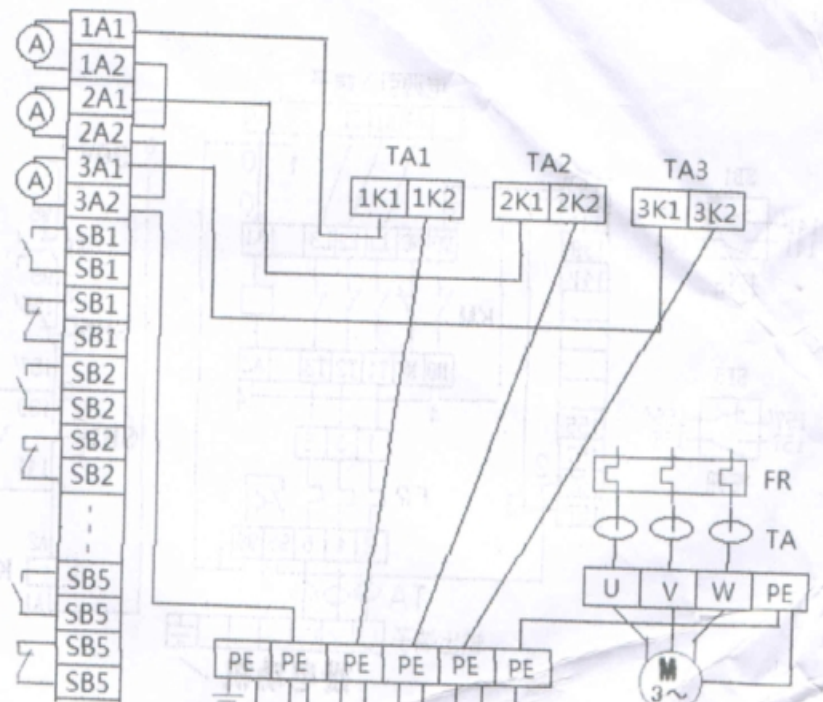 1A1
A
1A2
2A1
A
2A2
3A1
A
3A2
SB1
SB1
SB1
SB1
SB2
SB2
SB2
SB2
SB5
SB5
SB5
SB5
TA1
1K1 1K2
TA2
2K1 2K2
TA3
3K1 3K2
FR
TA
U V W PE
M
3~
PE PE PE PE PE PE